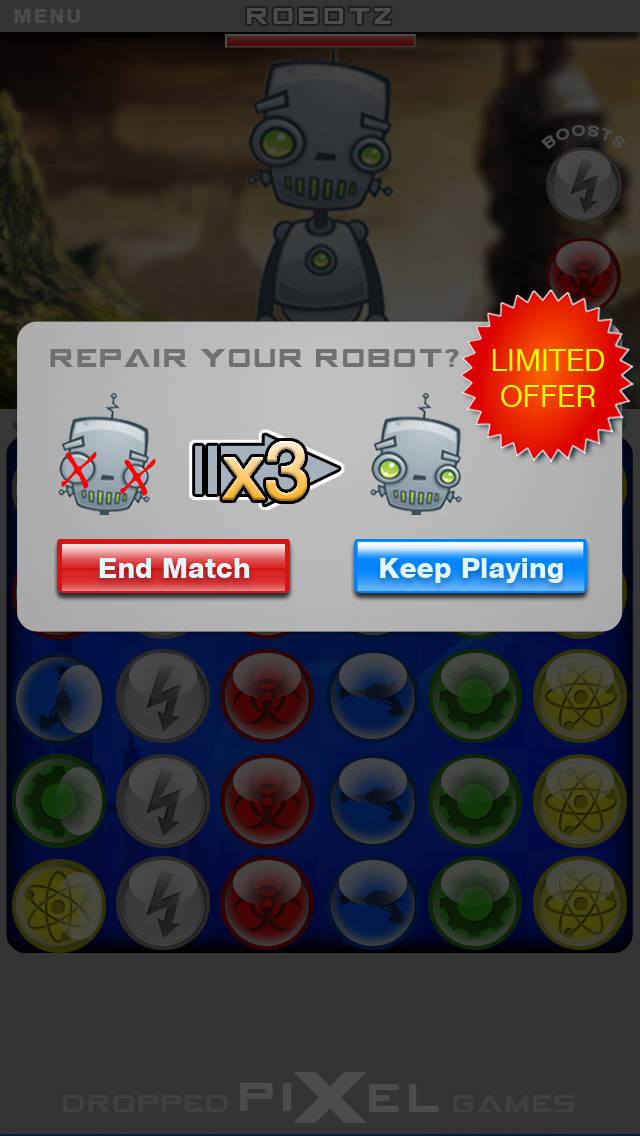 MENU
ROBOTZ
BOOSTS
REPAIR YOUR ROBOT?
LIMITED
OFFER
x3
End Match
Keep Playing
DROPPED PIXEL GAMES